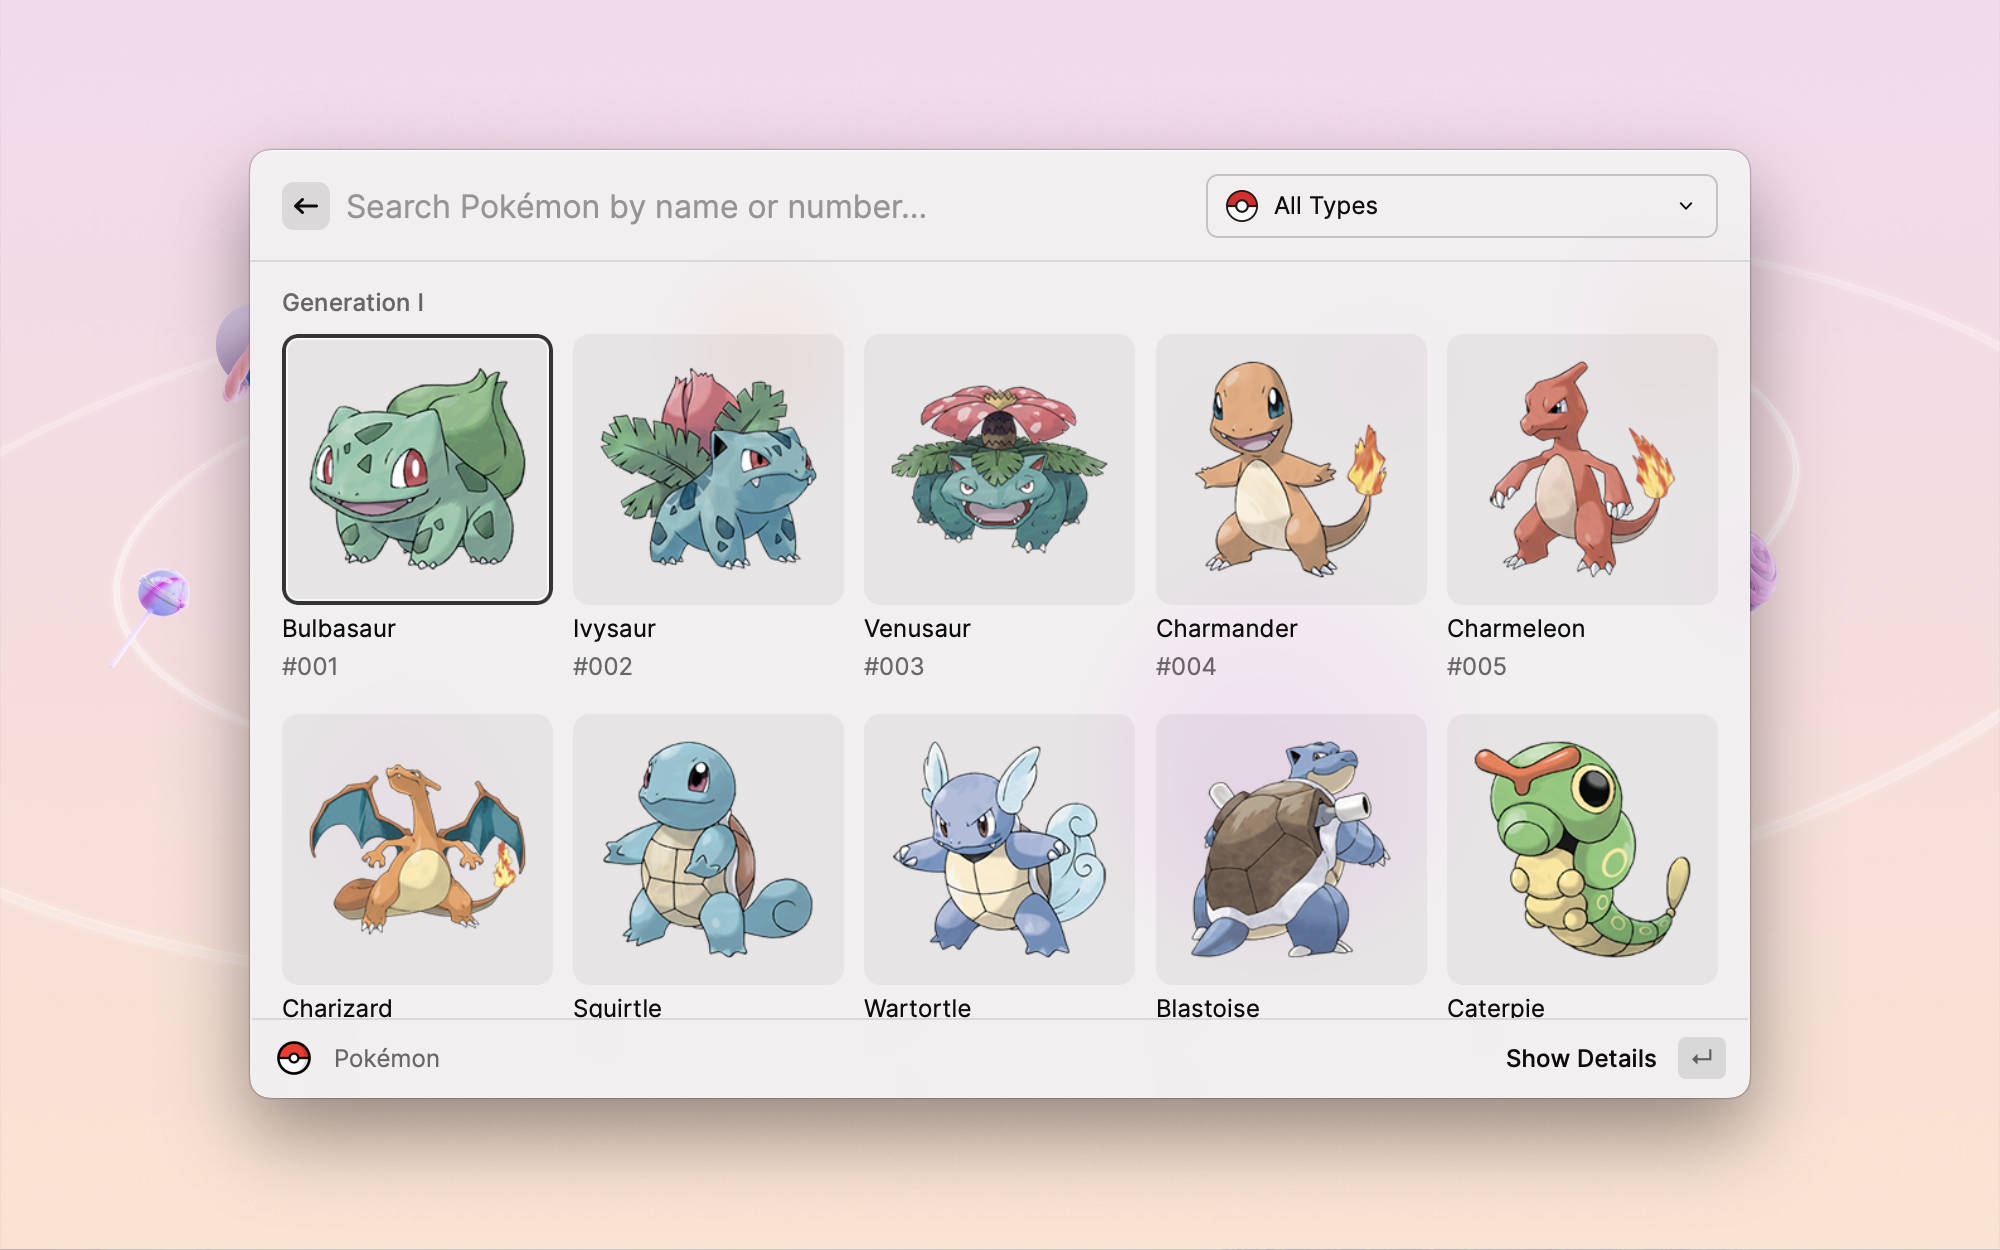 Search Pokémon by name or number...
All Types
Generation I
Bulbasaur
#001
Ivysaur
#002
Venusaur
#003
Charmander
#004
Charmeleon
#005
Charizard
Squirtle
Wartortle
Blastoise
Caterpie
Pokémon
Show Details